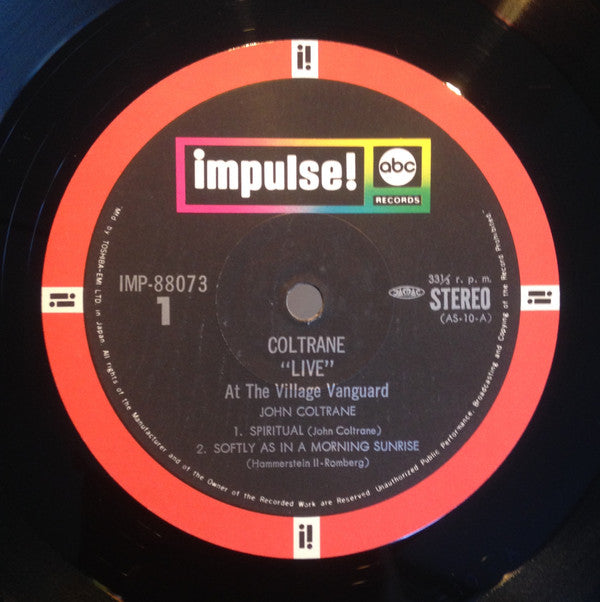 i!
impulse!
abc
RECORDS
IMP-88073
1
33⅓ r. p. m.
JASRAC
STEREO
(AS-10-A)
COLTRANE
"LIVE"
At The Village Vanguard
JOHN COLTRANE
1. SPIRITUAL (John Coltrane)
2. SOFTLY AS IN A MORNING SUNRISE
(Hammerstein II-Romberg)
Mfd by TOSHIBA-EMI LTD. in Japan. All rights of the Manufacturer and of the Owner of the Recorded Work are Reserved. Unauthorized Public Performance, Broadcasting and Copying of the Record Prohibited.
i!
i!
i!